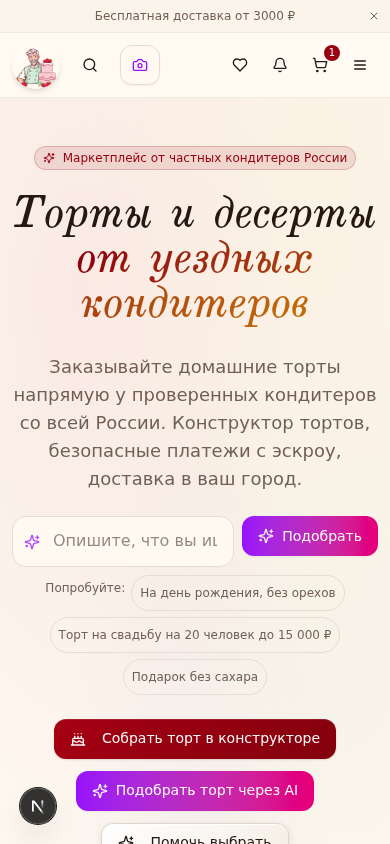 Бесплатная доставка от 3000 ₽
1
Маркетплейс от частных кондитеров России
Торты и десерты
от уездных
кондитеров
Заказывайте домашние торты
напрямую у проверенных кондитеров
со всей России. Конструктор тортов,
безопасные платежи с эскроу,
доставка в ваш город.
Опишите, что вы
Подобрать
Попробуйте:
На день рождения, без орехов
Торт на свадьбу на 20 человек до 15 000 ₽
Подарок без сахара
Собрать торт в конструкторе
Подобрать торт через AI
N
Помочь выбрать